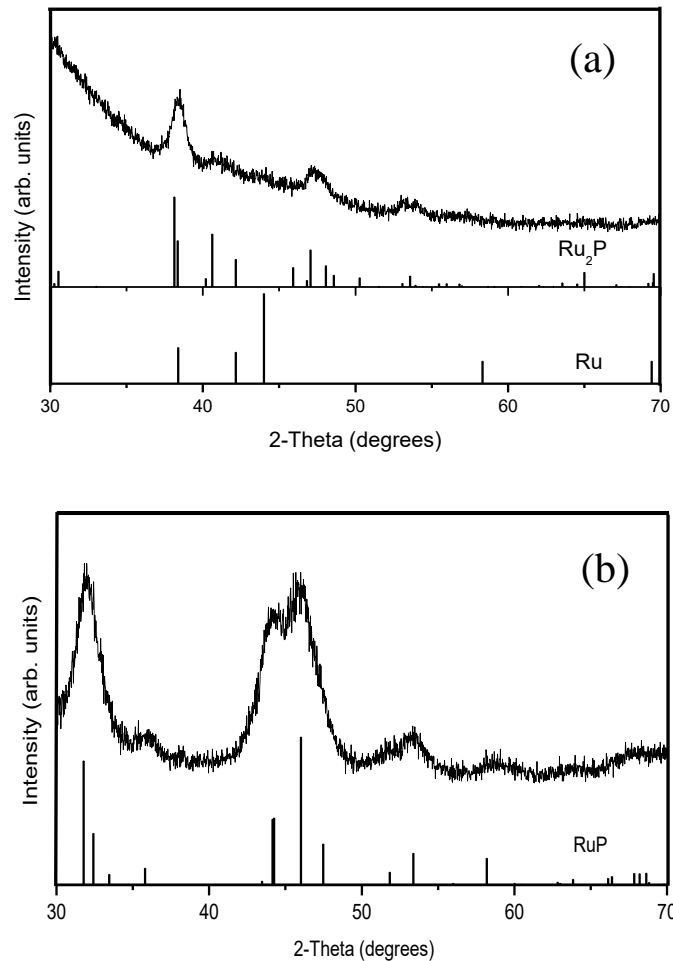 (a)
Intensity (arb. units)
Ru₂P
Ru
30 40 50 60 70
2-Theta (degrees)
(b)
Intensity (arb. units)
RuP
30 40 50 60 70
2-Theta (degrees)